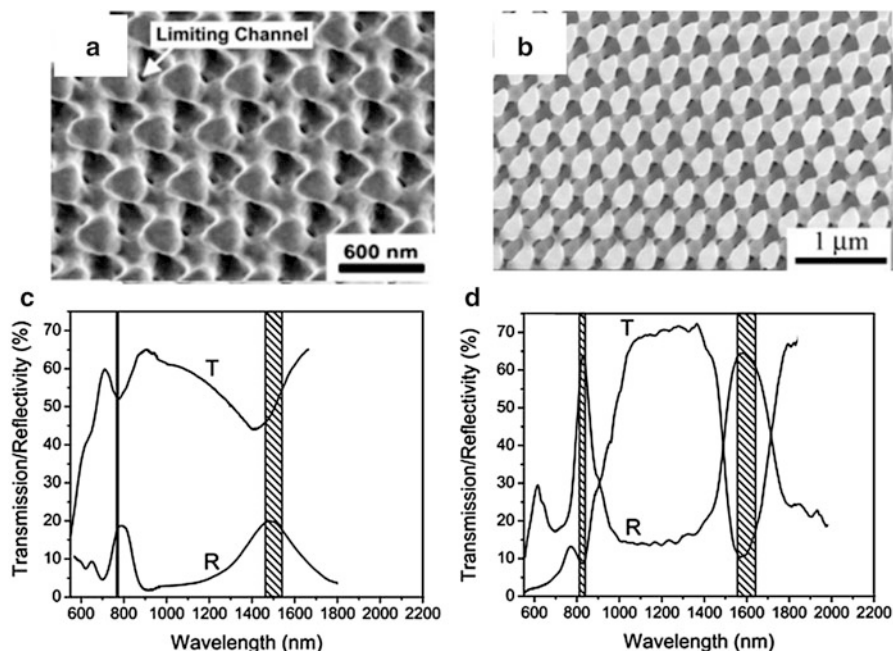 a
Limiting Channel
600 nm
b
1 μm
c
Transmission/Reflectivity (%)
70
60
50
40
30
20
10
0
T
R
600 800 1000 1200 1400 1600 1800 2000 2200
Wavelength (nm)
d
Transmission/Reflectivity (%)
70
60
50
40
30
20
10
0
T
R
600 800 1000 1200 1400 1600 1800 2000 2200
Wavelength (nm)